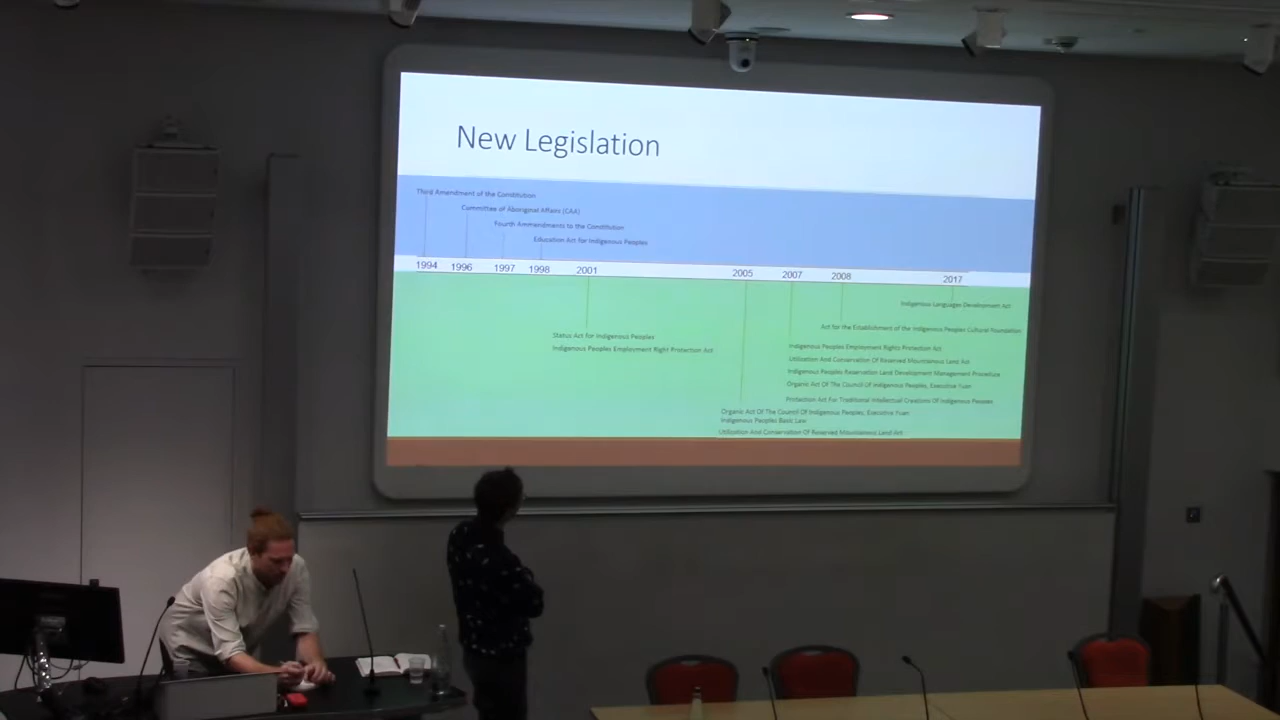 New Legislation
Third Amendment of the Constitution
Committee of Aboriginal Affairs (CAA)
Fourth Ammendments to the Constitution
Education Act for Indigenous Peoples
1994 1996 1997 1998 2001 2005 2007 2008 2017
Indigenous Languages Development Act
Act for the Establishment of the Indigenous Peoples Cultural Foundation
Status Act for Indigenous Peoples
Indigenous Peoples Employment Right Protection Act
Indigenous Peoples Employment Rights Protection Act
Utilization And Conservation Of Reserved Mountainous Land Act
Indigenous Peoples Reservation Land Development Management Procedure
Organic Act Of The Council Of Indigenous Peoples, Executive Yuan
Protection Act For Traditional Intellectual Creations Of Indigenous Peoples
Organic Act Of The Council Of Indigenous Peoples, Executive Yuan
Indigenous Peoples Basic Law
Utilization And Conservation Of Reserved Mountainous Land Act